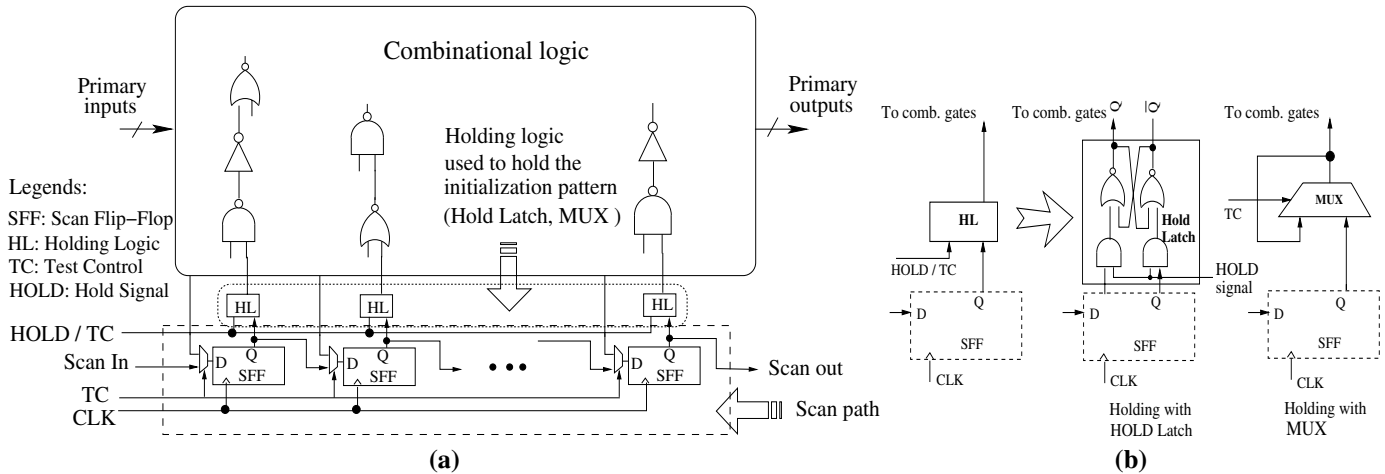 Combinational logic
Primary
inputs
Primary
outputs
Holding logic
used to hold the
initialization pattern
(Hold Latch, MUX )
Legends:
SFF: Scan Flip−Flop
HL: Holding Logic
TC: Test Control
HOLD: Hold Signal
HL
HL
HL
HOLD / TC
Scan In
TC
CLK
D
Q
SFF
D
Q
SFF
D
Q
SFF
Scan out
Scan path
(a)
To comb. gates
HL
HOLD / TC
D
Q
SFF
CLK
To comb. gates
Q
Q
Hold
Latch
HOLD
signal
D
Q
SFF
CLK
Holding with
HOLD Latch
To comb. gates
TC
MUX
D
Q
SFF
CLK
Holding with
MUX
(b)